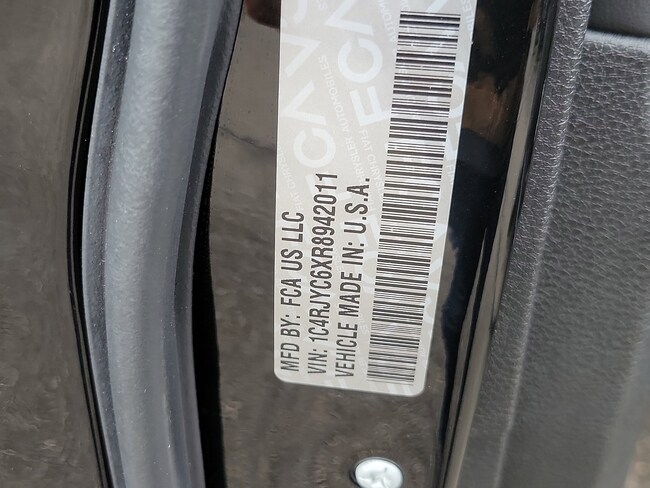 MFD BY: FCA US LLC
VIN: 1C4RJYC6XR8942011
VEHICLE MADE IN: U.S.A.